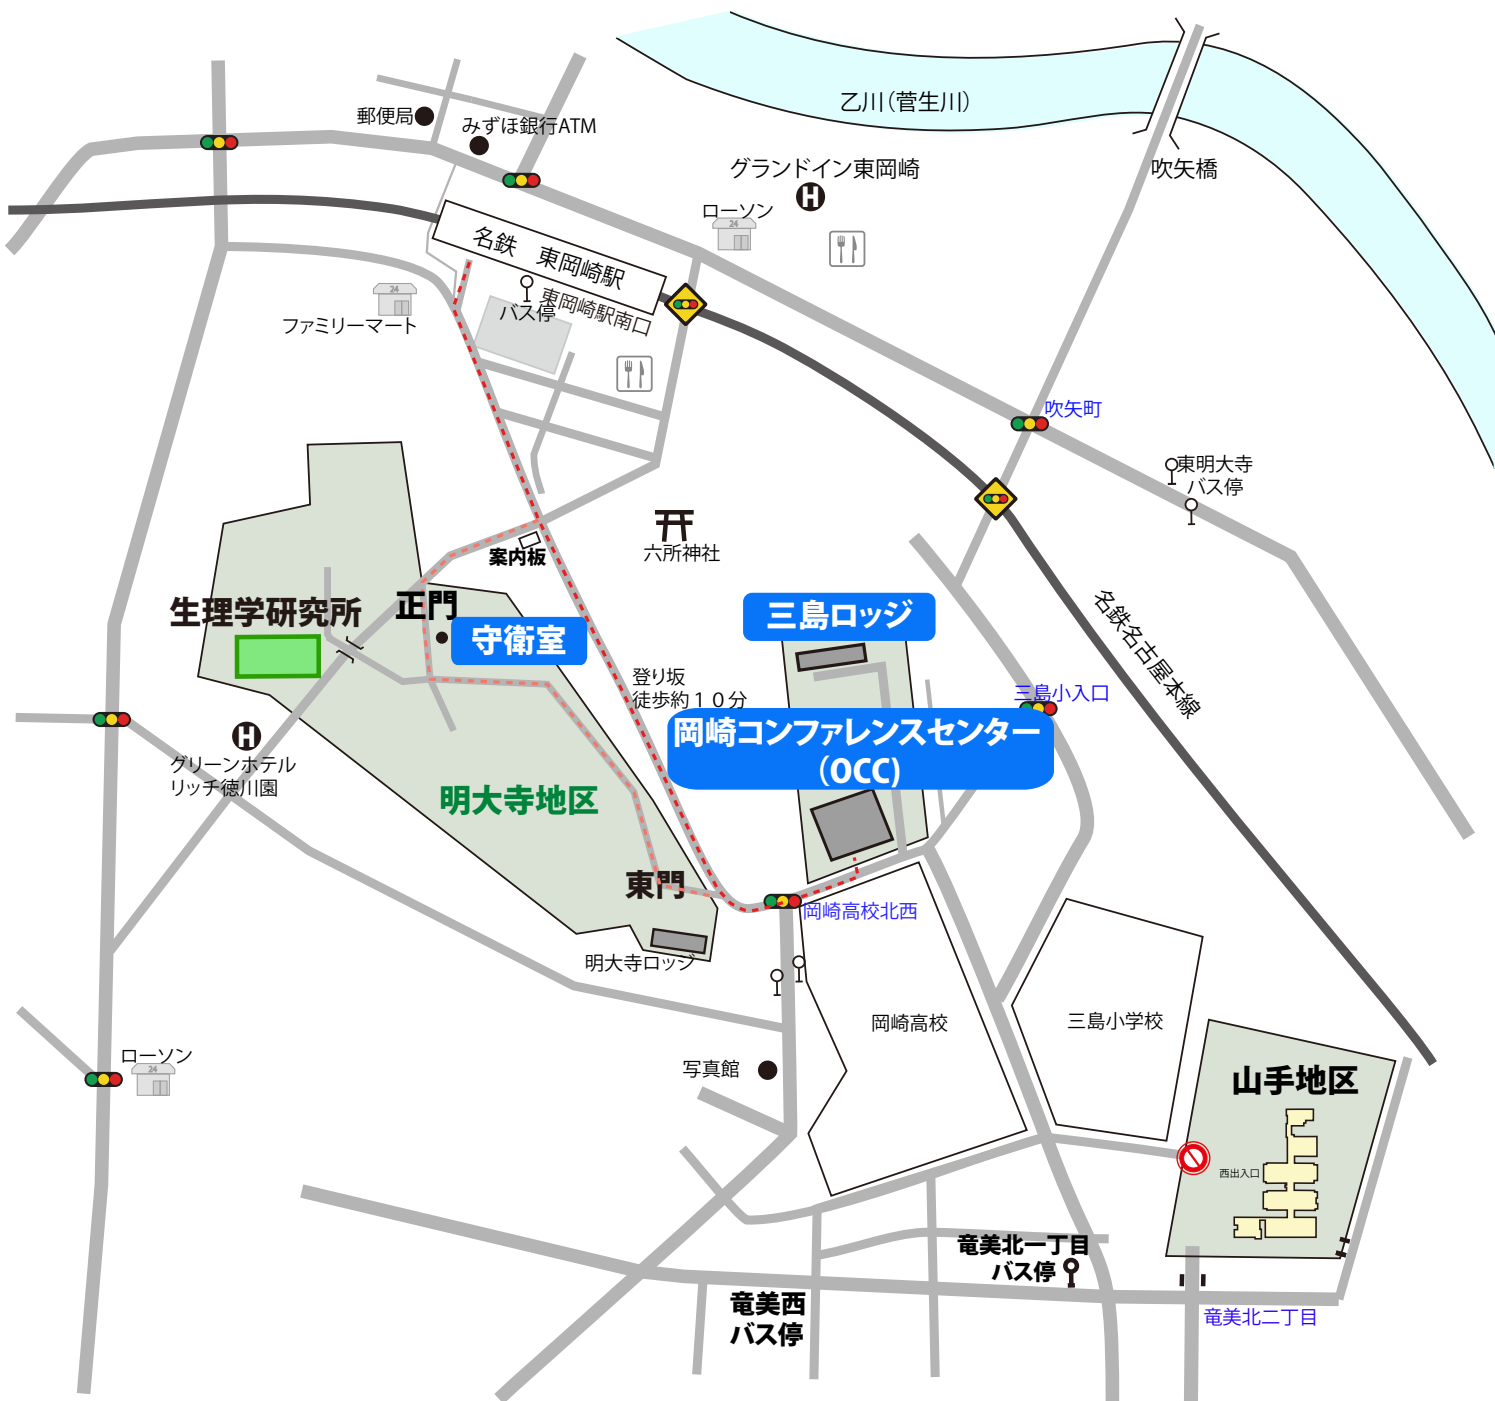 乙川（菅生川）
郵便局
みずほ銀行ATM
グランドイン東岡崎
H
吹矢橋
ローソン
24
名鉄　東岡崎駅
東岡崎駅南口
バス停
24
ファミリーマート
吹矢町
東明大寺
バス停
案内板
六所神社
名鉄名古屋本線
生理学研究所
正門
守衛室
三島ロッジ
登り坂
徒歩約１０分
三島小入口
岡崎コンファレンスセンター
（OCC）
H
グリーンホテル
リッチ徳川園
明大寺地区
東門
岡崎高校北西
明大寺ロッジ
岡崎高校
三島小学校
ローソン
24
写真館
山手地区
西出入口
竜美北一丁目
バス停
竜美西
バス停
竜美北二丁目